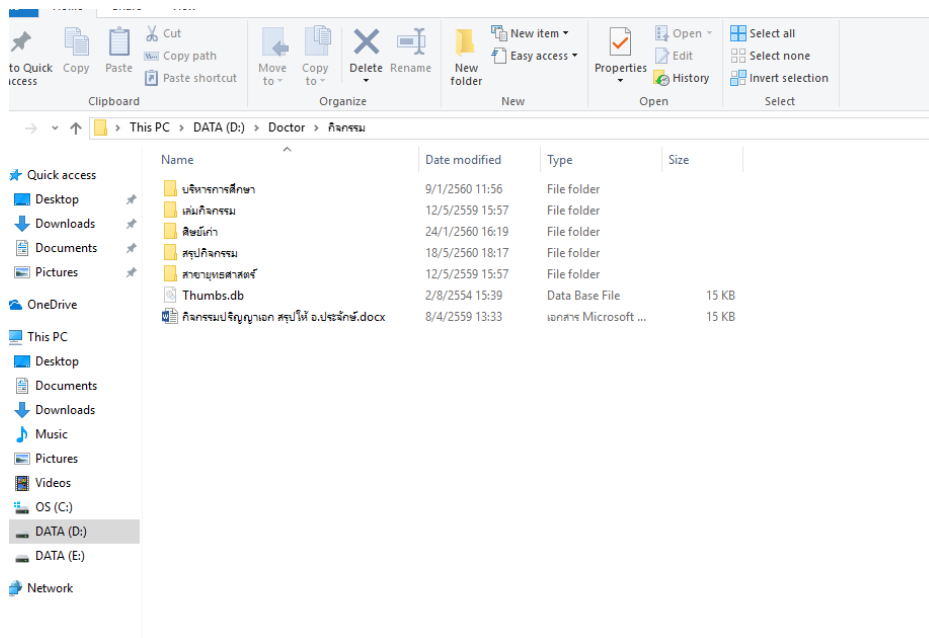 Cut
Copy path
Paste shortcut
to Quick access
Copy
Paste
Move to
Copy to
Delete
Rename
New folder
New item
Easy access
Properties
Open
Edit
History
Select all
Select none
Invert selection
Clipboard
Organize
New
Open
Select
This PC > DATA (D:) > Doctor > กิจกรรม
Name Date modified Type Size
บริหารการศึกษา 9/1/2560 11:56 File folder
เล่มกิจกรรม 12/5/2559 15:57 File folder
ศิษย์เก่า 24/1/2560 16:19 File folder
สรุปกิจกรรม 18/5/2560 18:17 File folder
สายยุทธศาสตร์ 12/5/2559 15:57 File folder
Thumbs.db 2/8/2554 15:39 Data Base File 15 KB
กิจกรรมปริญญาเอก สรุปให้ อ.ประจักษ์.docx 8/4/2559 13:33 เอกสาร Microsoft ... 15 KB
Quick access
Desktop
Downloads
Documents
Pictures
OneDrive
This PC
Desktop
Documents
Downloads
Music
Pictures
Videos
OS (C:)
DATA (D:)
DATA (E:)
Network